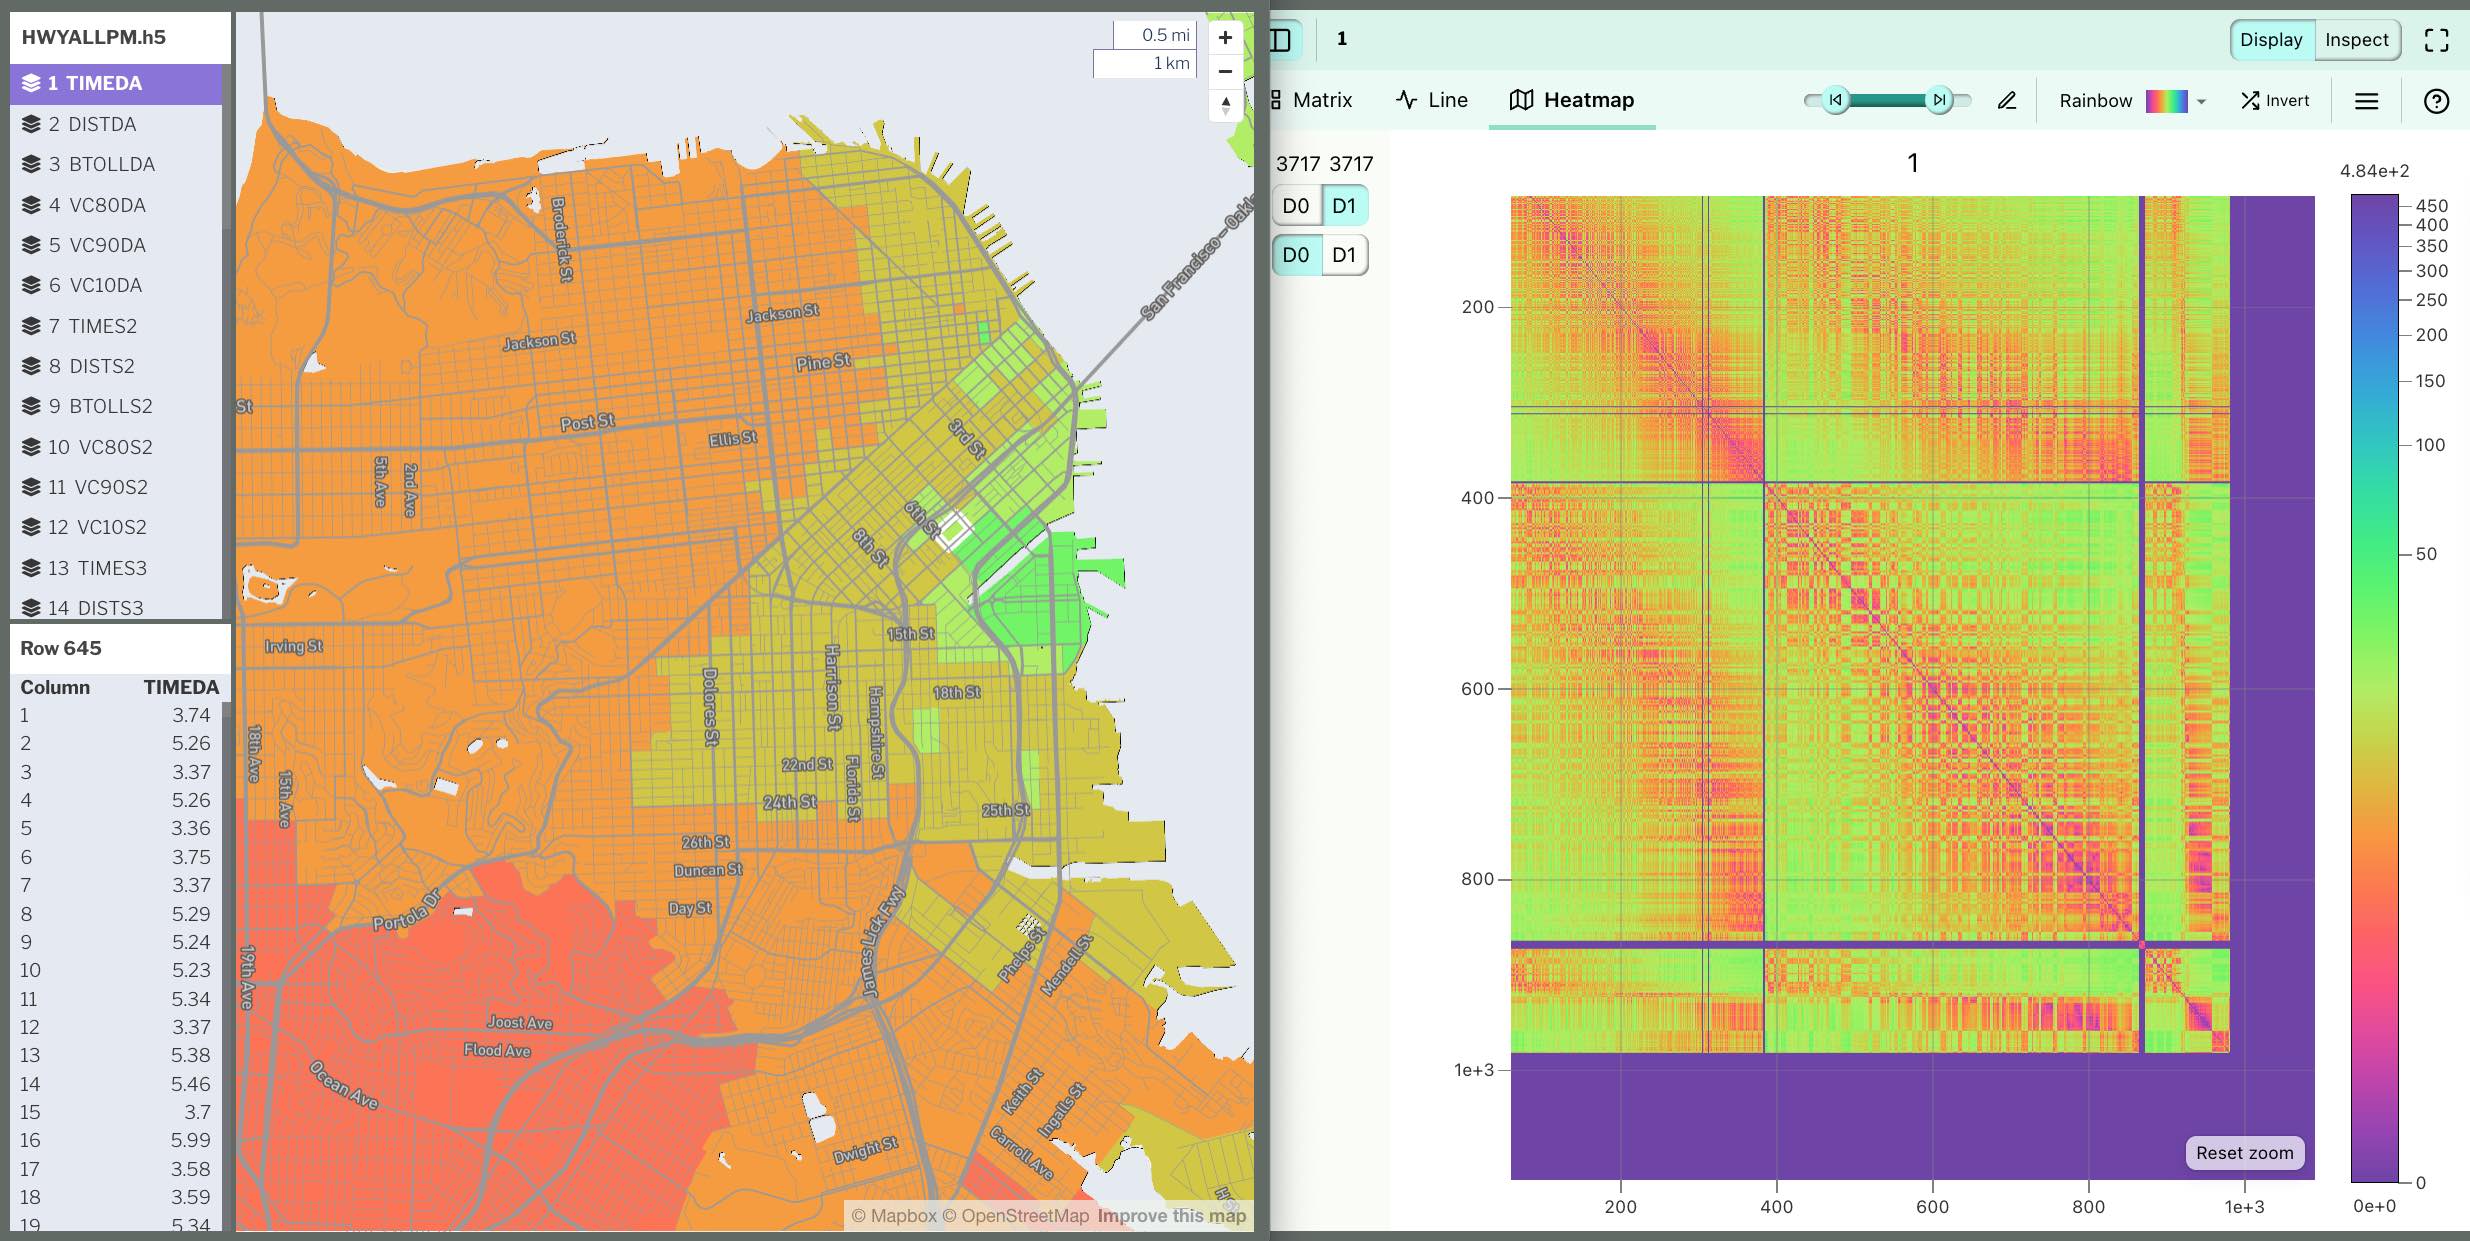 HWYALLPM.h5
1 TIMEDA
2 DISTDA
3 BTOLLDA
4 VC80DA
5 VC90DA
6 VC10DA
7 TIMES2
8 DISTS2
9 BTOLLS2
10 VC80S2
11 VC90S2
12 VC10S2
13 TIMES3
14 DISTS3
Row 645
Column TIMEDA
1 3.74
2 5.26
3 3.37
4 5.26
5 3.36
6 3.75
7 3.37
8 5.29
9 5.24
10 5.23
11 5.34
12 3.37
13 5.38
14 5.46
15 3.7
16 5.99
17 3.58
18 3.59
19 5.34
0.5 mi
1 km
Broderick St
San Francisco – Oakl
Jackson St
Jackson St
Pine St
St
Post St
Ellis St
3rd St
5th Ave
2nd Ave
6th St
8th St
15th St
Irving St
Dolores St
Harrison St
Hampshire St
18th St
18th Ave
15th Ave
22nd St
Florida St
24th St
25th St
26th St
Duncan St
Day St
Portola Dr
James Lick Fwy
Phelps St
Mendell St
19th Ave
Joost Ave
Flood Ave
Ocean Ave
Keith St
Ingalls St
Carroll Ave
Dwight St
H St
© Mapbox © OpenStreetMap Improve this map
1
Display Inspect
Matrix Line Heatmap
Rainbow
Invert
3717 3717
D0 D1
D0 D1
1
200
400
600
800
1e+3
200 400 600 800 1e+3
Reset zoom
4.84e+2
450
400
350
300
250
200
150
100
50
0
0e+0